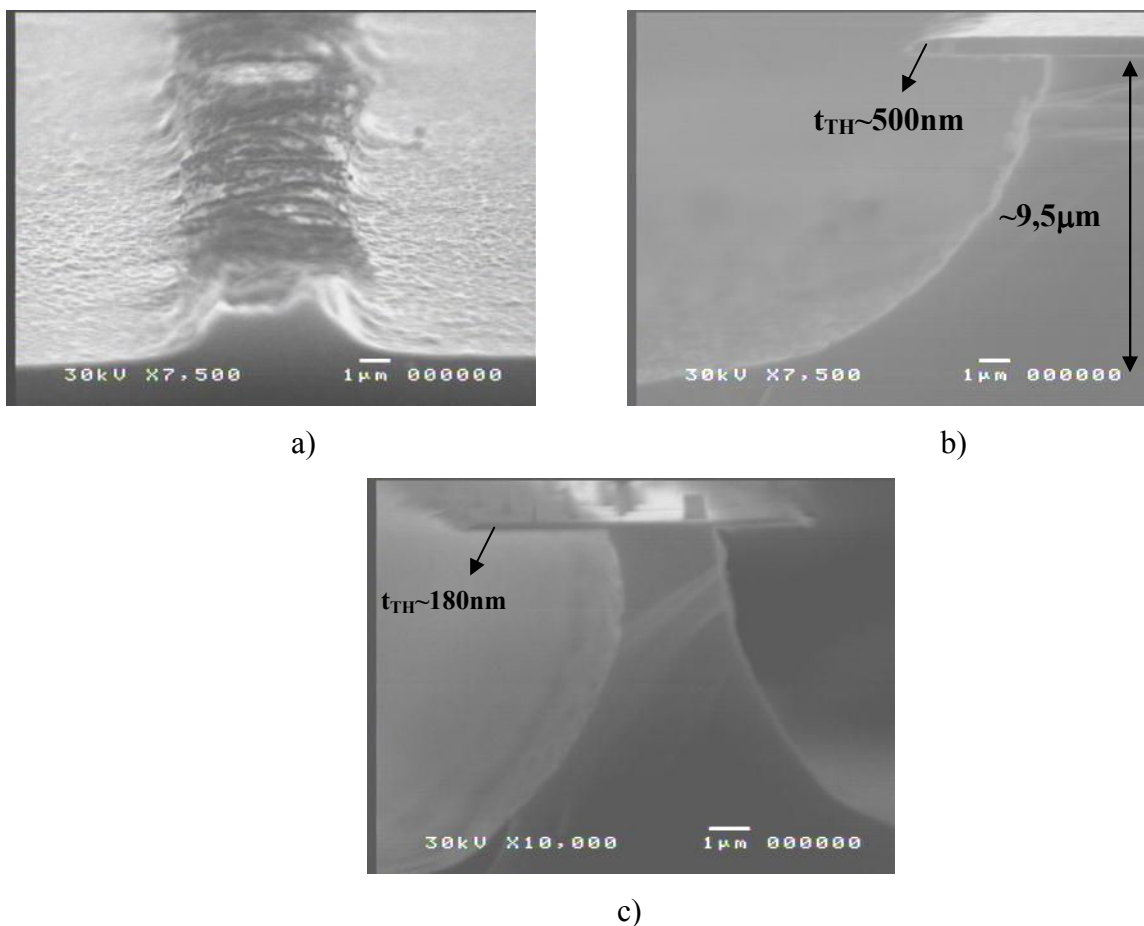 30kV X7,500 1μm 000000
a)
t_TH~500nm
~9,5μm
30kV X7,500 1μm 000000
b)
t_TH~180nm
30kV X10,000 1μm 000000
c)